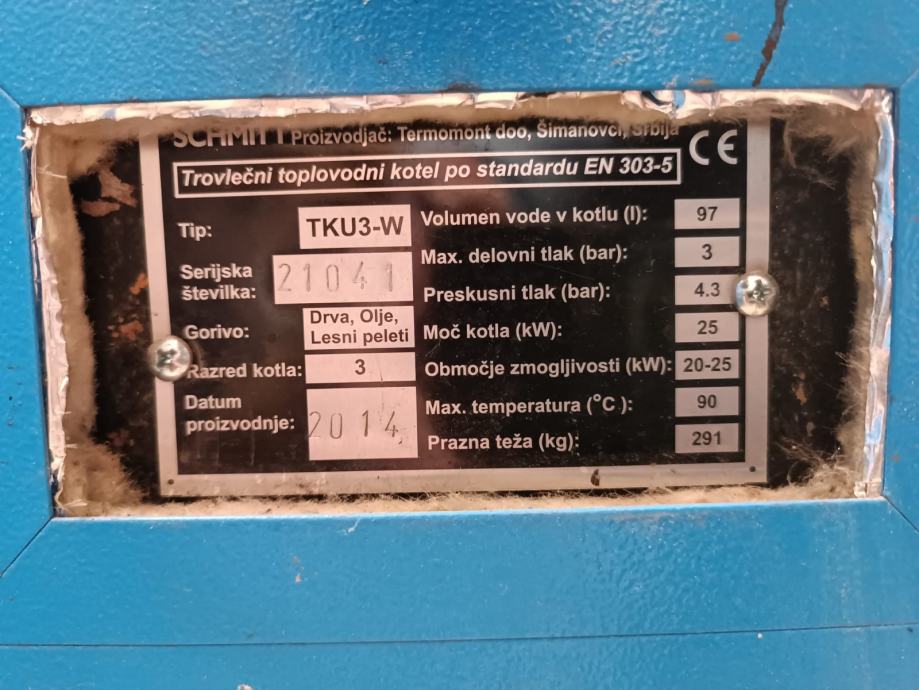 SCHMITT Proizvodjač: Termomont doo, Šimanovci, Srbija
CE
Trovlečni toplovodni kotel po standardu EN 303-5
Tip: TKU3-W
Serijska številka: 21041
Gorivo: Drva, Olje, Lesni peleti
Razred kotla: 3
Datum proizvodnje: 2014
Volumen vode v kotlu (l): 97
Max. delovni tlak (bar): 3
Preskusni tlak (bar): 4.3
Moč kotla (kW): 25
Območje zmogljivosti (kW): 20-25
Max. temperatura (°C ): 90
Prazna teža (kg): 291